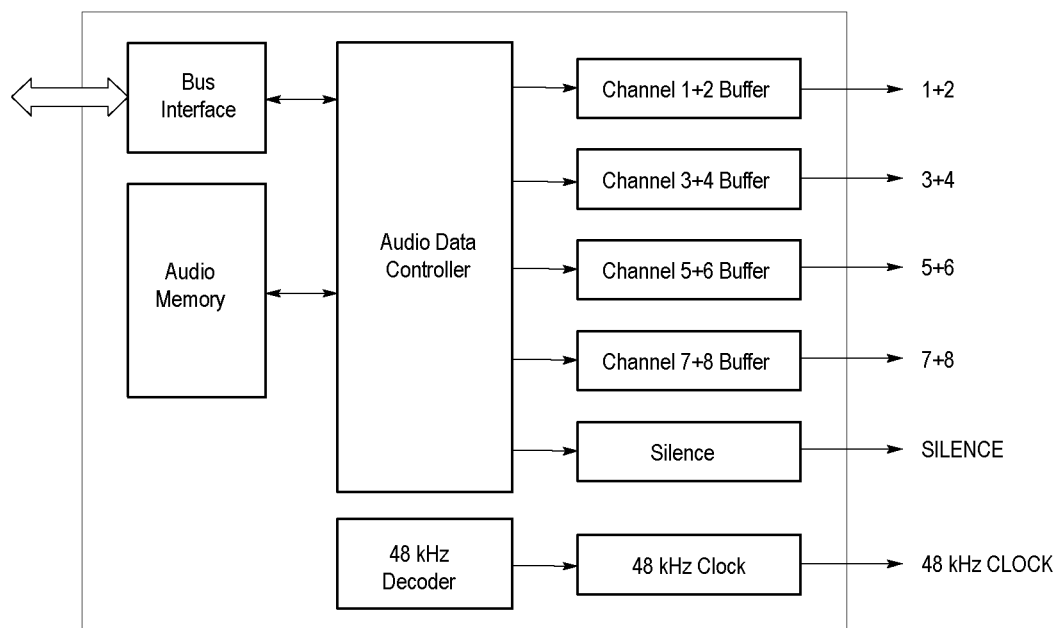 Bus
Interface
Audio
Memory
Audio Data
Controller
Channel 1+2 Buffer
1+2
Channel 3+4 Buffer
3+4
Channel 5+6 Buffer
5+6
Channel 7+8 Buffer
7+8
Silence
SILENCE
48 kHz
Decoder
48 kHz Clock
48 kHz CLOCK